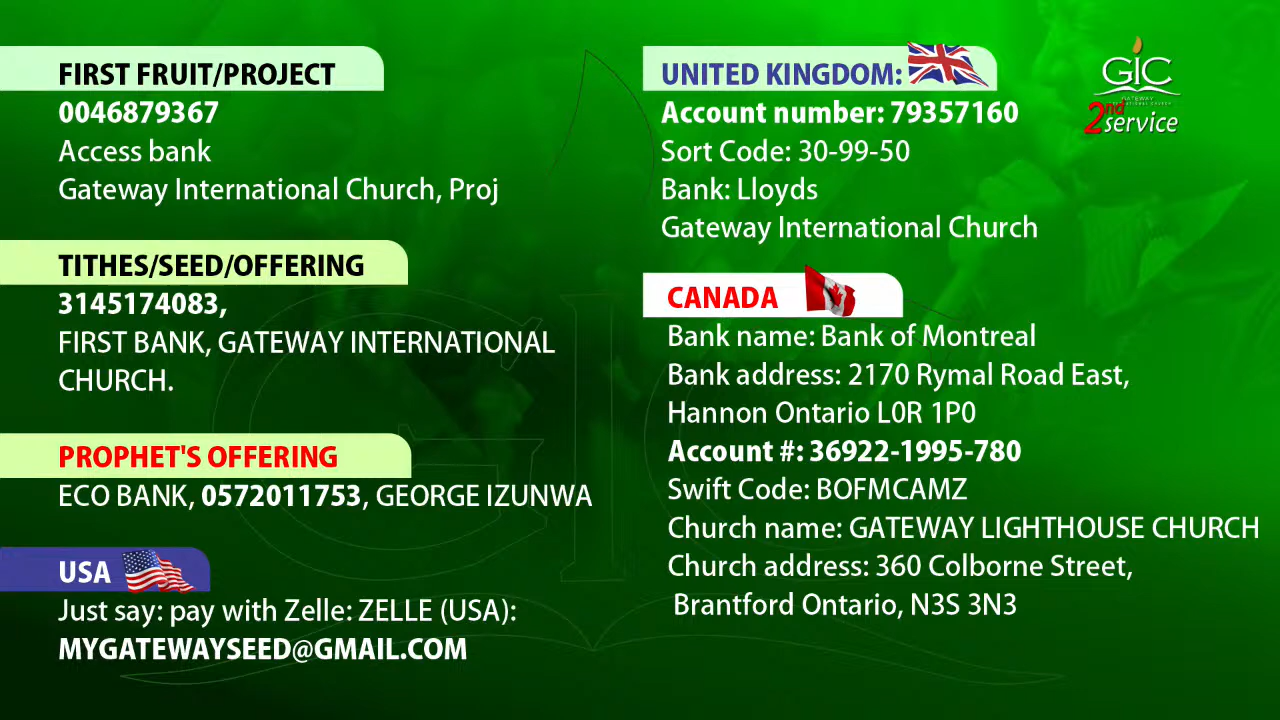 FIRST FRUIT/PROJECT
0046879367
Access bank
Gateway International Church, Proj
TITHES/SEED/OFFERING
3145174083,
FIRST BANK, GATEWAY INTERNATIONAL
CHURCH.
PROPHET'S OFFERING
ECO BANK, 0572011753, GEORGE IZUNWA
USA
Just say: pay with Zelle: ZELLE (USA):
MYGATEWAYSEED@GMAIL.COM
UNITED KINGDOM:
Account number: 79357160
Sort Code: 30-99-50
Bank: Lloyds
Gateway International Church
CANADA
Bank name: Bank of Montreal
Bank address: 2170 Rymal Road East,
Hannon Ontario L0R 1P0
Account #: 36922-1995-780
Swift Code: BOFMCAMZ
Church name: GATEWAY LIGHTHOUSE CHURCH
Church address: 360 Colborne Street,
Brantford Ontario, N3S 3N3
GIC
GATEWAY
CHURCH
2nd service